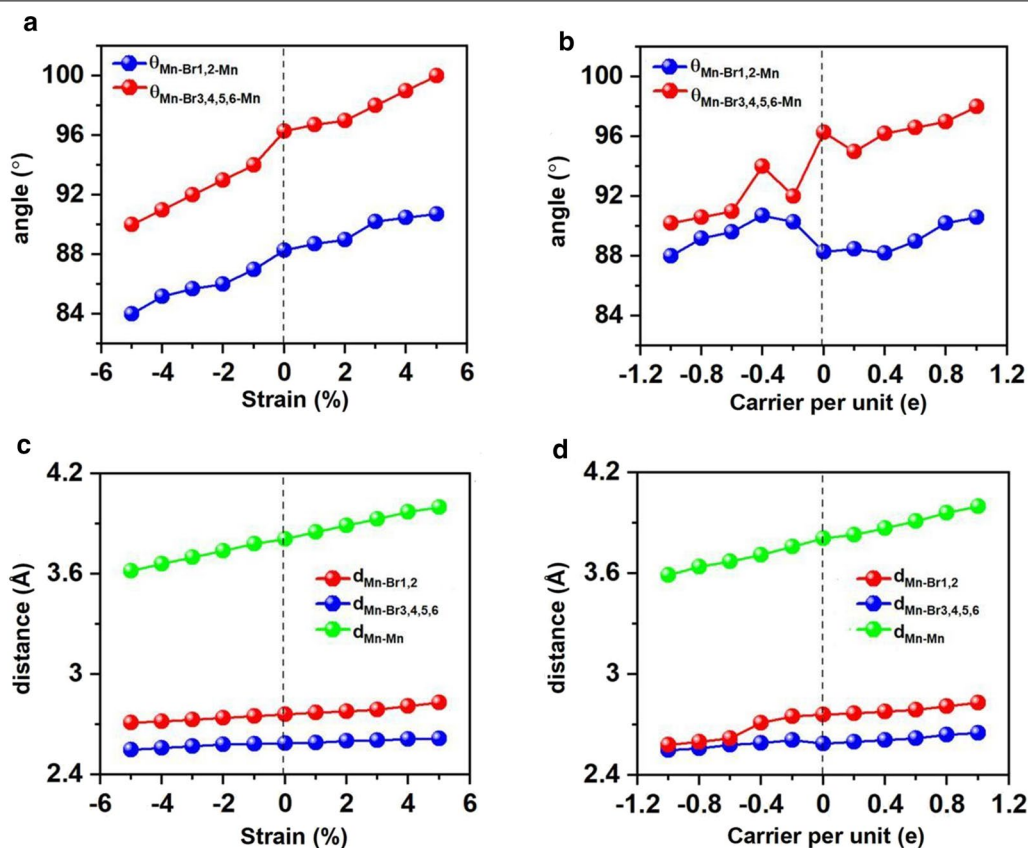 a
θMn-Br1,2-Mn
θMn-Br3,4,5,6-Mn
100
96
92
88
84
angle (°)
-6 -4 -2 0 2 4 6
Strain (%)
b
θMn-Br1,2-Mn
θMn-Br3,4,5,6-Mn
100
96
92
88
84
angle (°)
-1.2 -0.8 -0.4 0 0.4 0.8 1.2
Carrier per unit (e)
c
4.2
3.6
3
2.4
distance (Å)
dMn-Br1,2
dMn-Br3,4,5,6
dMn-Mn
-6 -4 -2 0 2 4 6
Strain (%)
d
4.2
3.6
3
2.4
distance (Å)
dMn-Br1,2
dMn-Br3,4,5,6
dMn-Mn
-1.2 -0.8 -0.4 0 0.4 0.8 1.2
Carrier per unit (e)